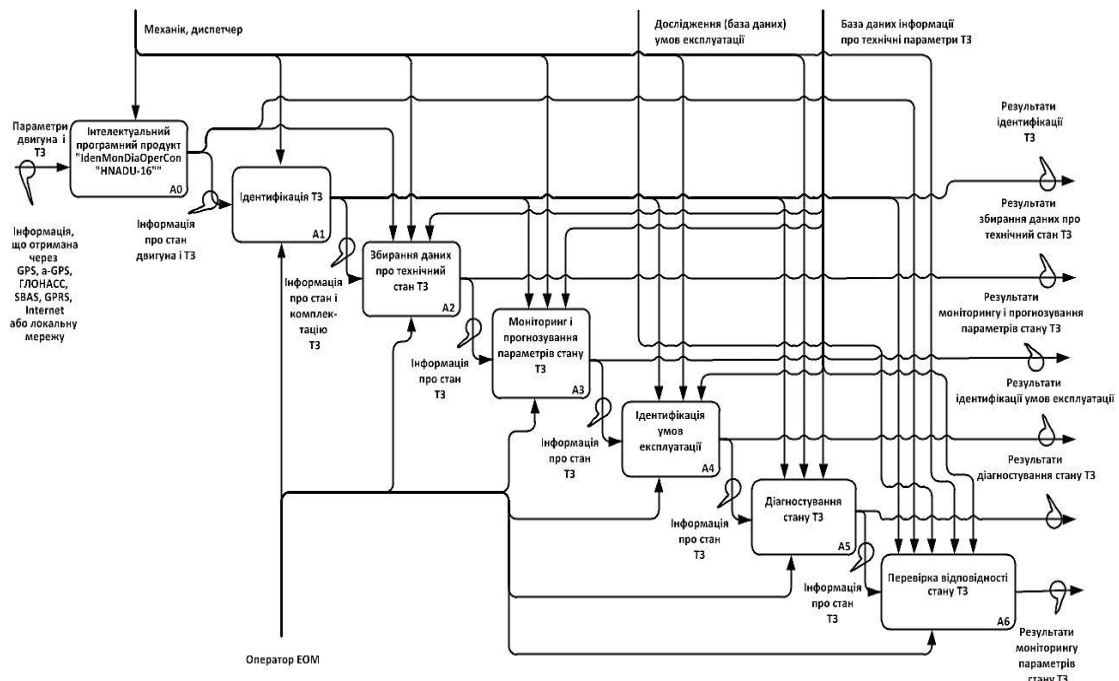 Механік, диспетчер
Дослідження (база даних)
умов експлуатації
База даних інформації
про технічні параметри ТЗ
Параметри
двигуна і
ТЗ
Інтелектуальний
програмний продукт
"IdenMonDiaOperCon
"HNADU-16""
A0
Інформація,
що отримана
через
GPS, a-GPS,
ГЛОНАСС,
SBAS, GPRS,
Internet
або локальну
мережу
Інформація
про стан
двигуна і ТЗ
Ідентифікація ТЗ
A1
Інформація
про стан і
комплек-
тацію
ТЗ
Збирання даних
про технічний
стан ТЗ
A2
Інформація
про стан
ТЗ
Моніторинг і
прогнозування
параметрів стану
ТЗ
A3
Інформація
про стан
ТЗ
Ідентифікація
умов
експлуатації
A4
Інформація
про стан
ТЗ
Діагностування
стану ТЗ
A5
Інформація
про стан
ТЗ
Перевірка відповідності
стану ТЗ
A6
Результати
ідентифікації
ТЗ
Результати
збирання даних про
технічний стан ТЗ
Результати
моніторингу і прогнозування
параметрів стану ТЗ
Результати
ідентифікації умов експлуатації
Результати
діагностування стану ТЗ
Результати
моніторингу
параметрів
стану ТЗ
Оператор ЕОМ